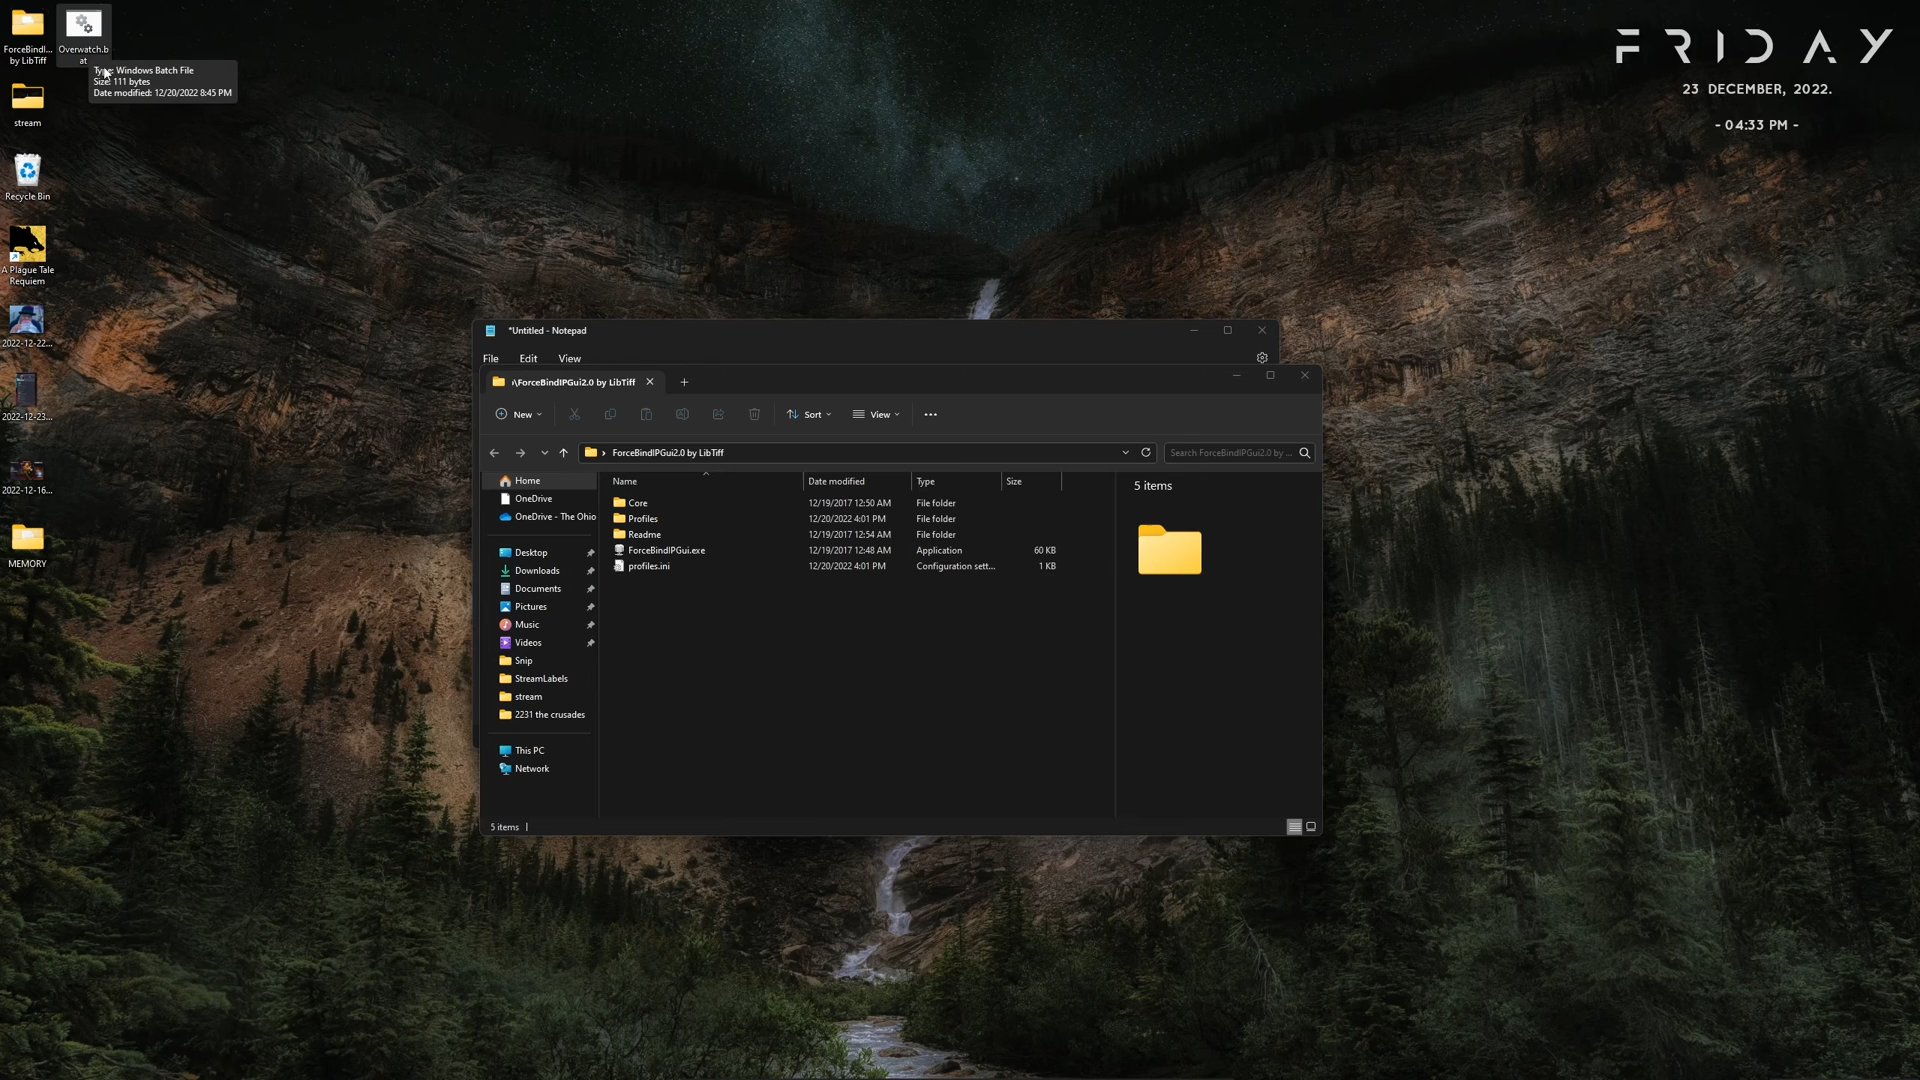 ForceBindI...
by LibTiff
Overwatch.b
at
Type: Windows Batch File
Size: 111 bytes
Date modified: 12/20/2022 8:45 PM
stream
Recycle Bin
A Plague Tale
Requiem
2022-12-22...
2022-12-23...
2022-12-16...
MEMORY
FRIDAY
23 DECEMBER, 2022.
- 04:33 PM -
*Untitled - Notepad
File Edit View
\ForceBindIPGui2.0 by LibTiff
New Sort View
ForceBindIPGui2.0 by LibTiff
Search ForceBindIPGui2.0 by ...
Home
OneDrive
OneDrive - The Ohio
Desktop
Downloads
Documents
Pictures
Music
Videos
Snip
StreamLabels
stream
2231 the crusades
This PC
Network
Name Date modified Type Size
Core 12/19/2017 12:50 AM File folder
Profiles 12/20/2022 4:01 PM File folder
Readme 12/19/2017 12:54 AM File folder
ForceBindIPGui.exe 12/19/2017 12:48 AM Application 60 KB
profiles.ini 12/20/2022 4:01 PM Configuration sett... 1 KB
5 items
5 items